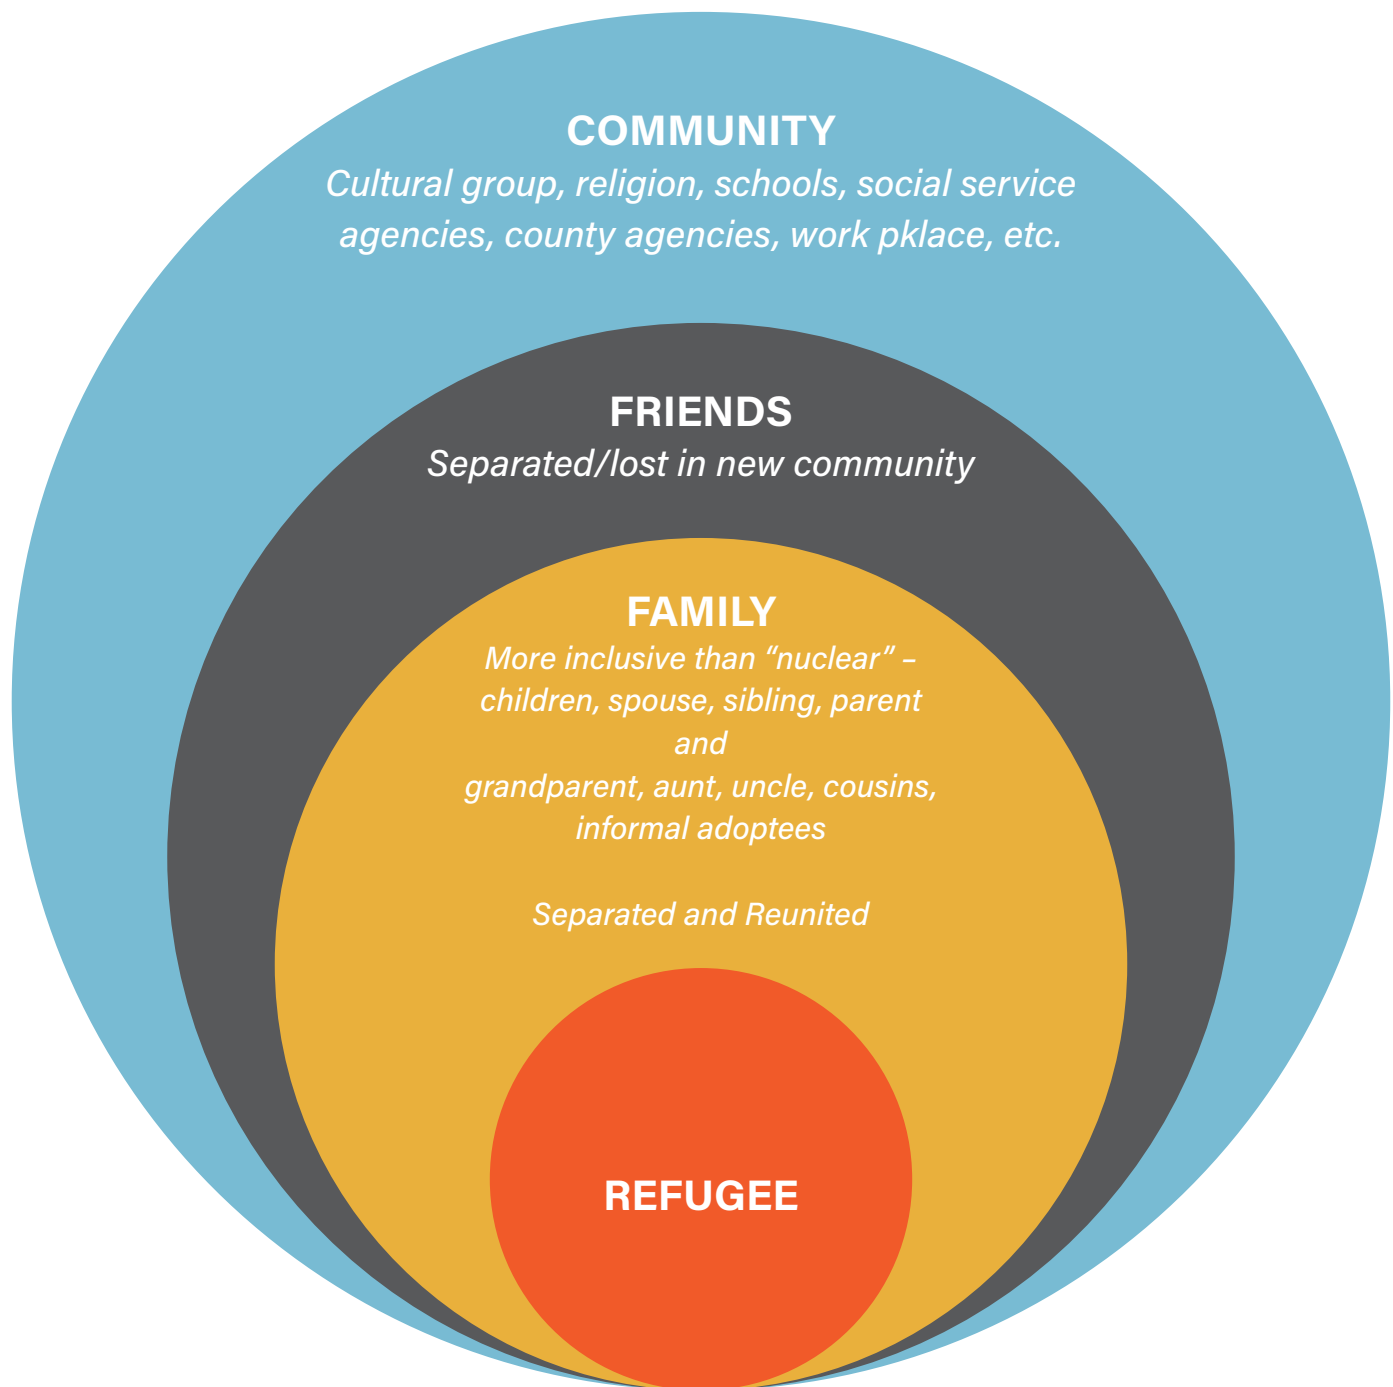 COMMUNITY
Cultural group, religion, schools, social service
agencies, county agencies, work pklace, etc.
FRIENDS
Separated/lost in new community
FAMILY
More inclusive than “nuclear” –
children, spouse, sibling, parent
and
grandparent, aunt, uncle, cousins,
informal adoptees
Separated and Reunited
REFUGEE